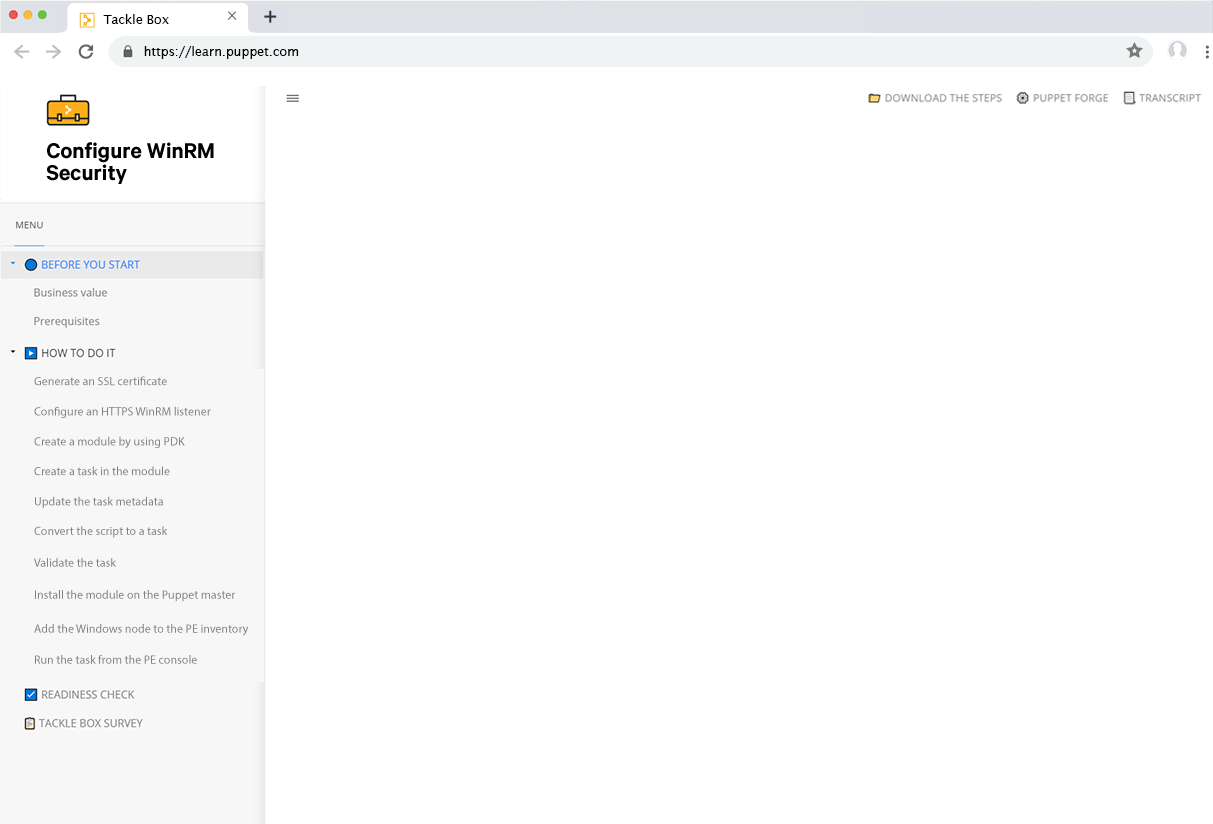 Tackle Box
https://learn.puppet.com
DOWNLOAD THE STEPS
PUPPET FORGE
TRANSCRIPT
Configure WinRM
Security
MENU
BEFORE YOU START
Business value
Prerequisites
HOW TO DO IT
Generate an SSL certificate
Configure an HTTPS WinRM listener
Create a module by using PDK
Create a task in the module
Update the task metadata
Convert the script to a task
Validate the task
Install the module on the Puppet master
Add the Windows node to the PE inventory
Run the task from the PE console
READINESS CHECK
TACKLE BOX SURVEY